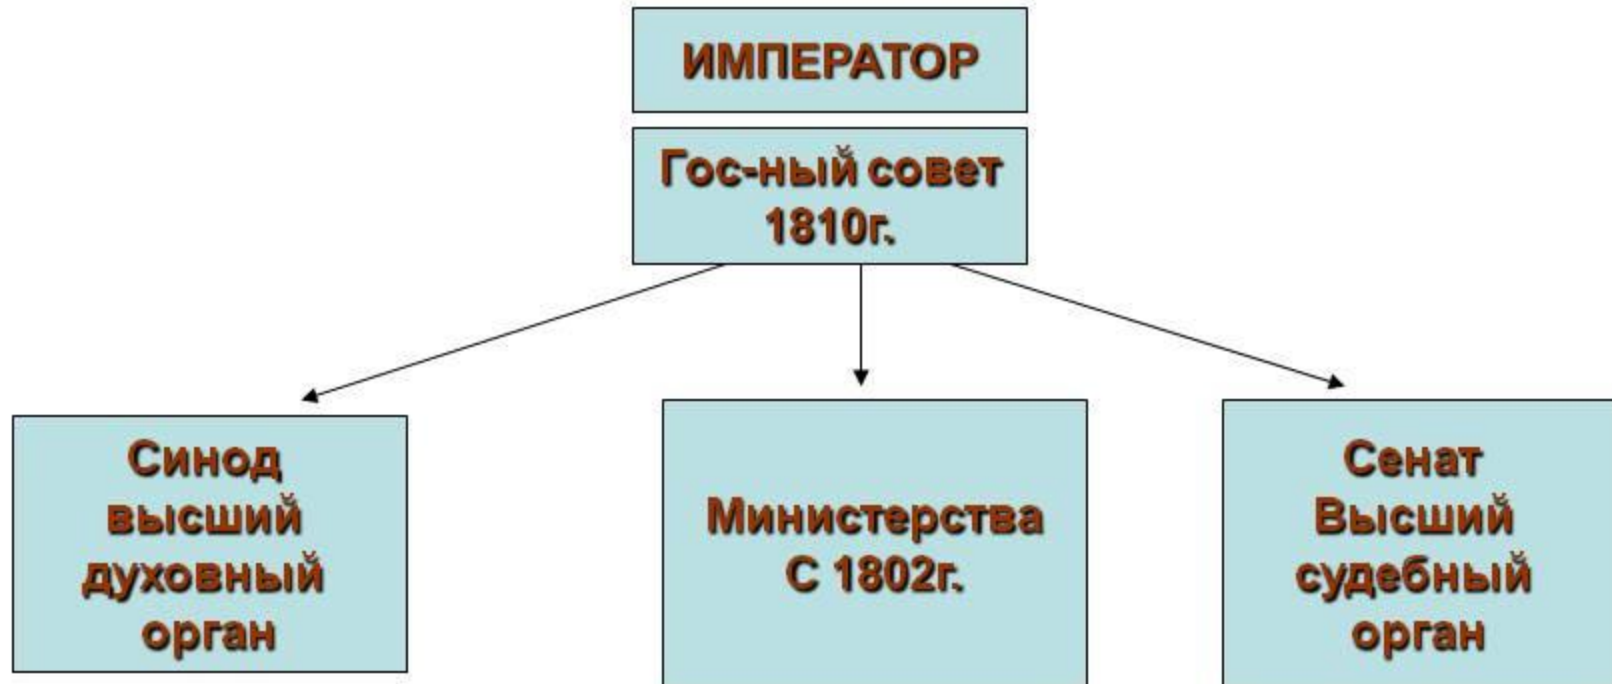 ИМПЕРАТОР
Гос-ный совет
1810г.
Синод
высший
духовный
орган
Министерства
С 1802г.
Сенат
Высший
судебный
орган